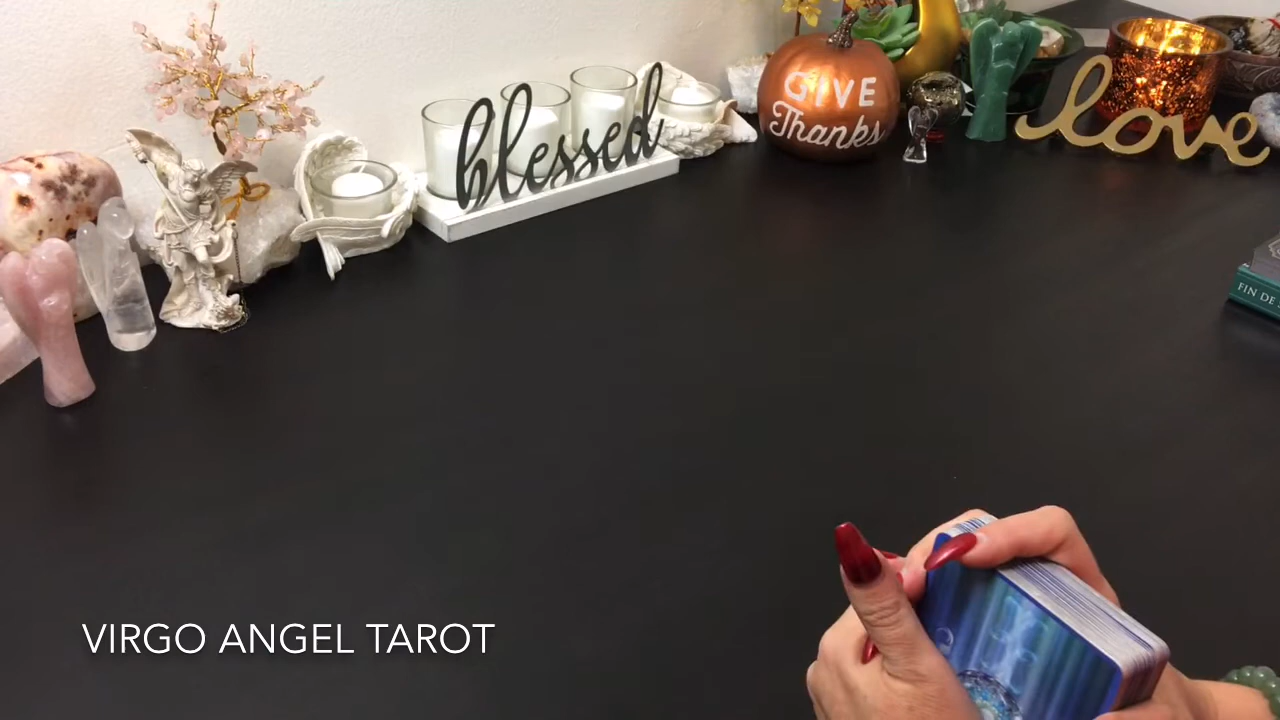 blessed
GIVE
Thanks
love
FIN DE
VIRGO ANGEL TAROT